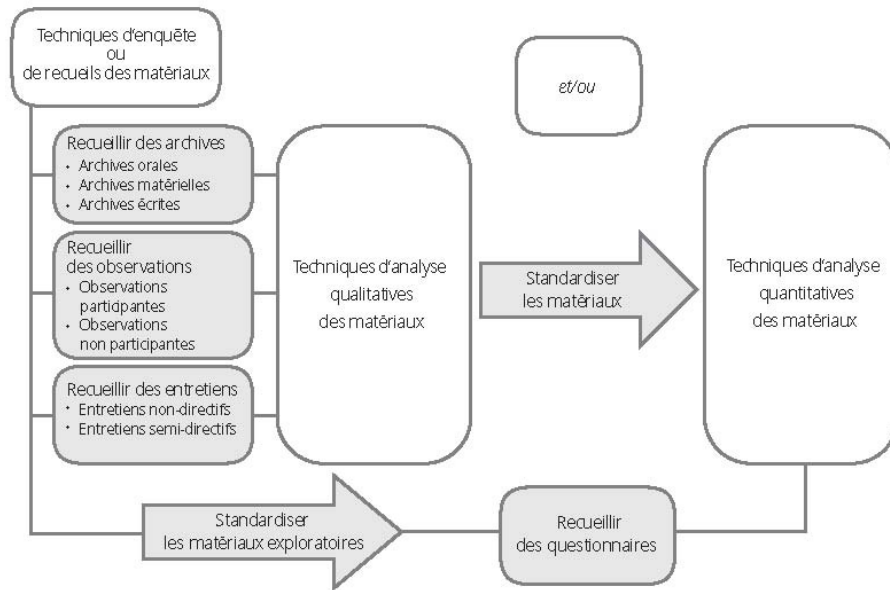 Techniques d'enquête
ou
de recueils des matériaux
et/ou
Recueillir des archives
• Archives orales
• Archives matérielles
• Archives écrites
Recueillir
des observations
• Observations
participantes
• Observations
non participantes
Recueillir des entretiens
• Entretiens non-directifs
• Entretiens semi-directifs
Techniques d'analyse
qualitatives
des matériaux
Standardiser
les matériaux
Techniques d'analyse
quantitatives
des matériaux
Standardiser
les matériaux exploratoires
Recueillir
des questionnaires